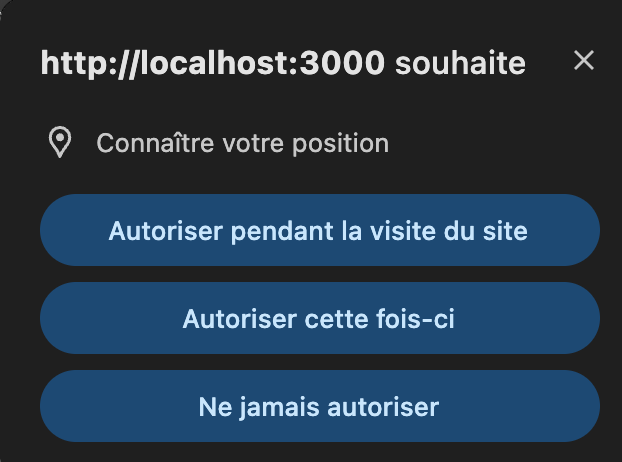 http://localhost:3000 souhaite
Connaître votre position
Autoriser pendant la visite du site
Autoriser cette fois-ci
Ne jamais autoriser